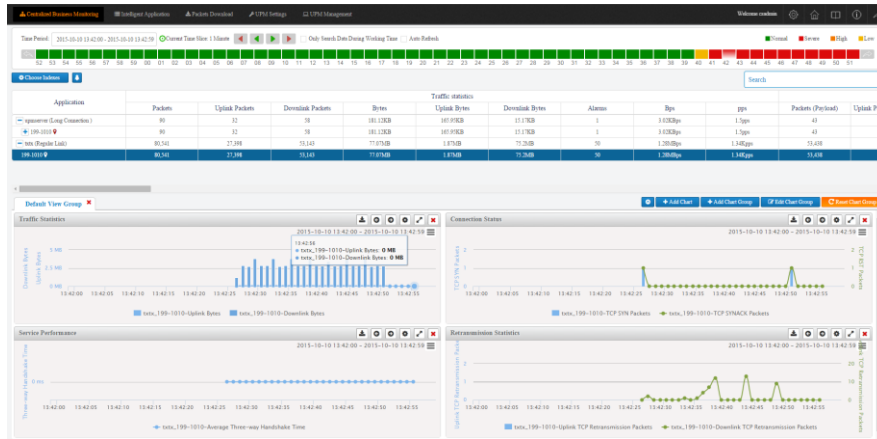 Centralized Business Monitoring Intelligent Application Packets Download UPM Settings UPM Management Welcome
Time Period: 2015-10-10 13:42:00 - 2015-10-10 13:42:59 Current Time Slice: 1 Minute Only Search Data During Working Time Auto Refresh Normal Severe High Low
52 53 54 55 56 57 58 59 00 01 02 03 04 05 06 07 08 09 10 11 12 13 14 15 16 17 18 19 20 21 22 23 24 25 26 27 28 29 30 31 32 33 34 35 36 37 38 39 40 41 42 43 44 45 46 47 48 49 50 51
Choose Indexes Search
Application Traffic statistics
Packets Uplink Packets Downlink Packets Bytes Uplink Bytes Downlink Bytes Alarms Bps pps Packets (Payload) Uplink P
(Long Connection) 90 32 58 181.12KB 165.95KB 15.17KB 1 3.02KBps 1.5pps 43
199-1010 90 32 58 181.12KB 165.95KB 15.17KB 1 3.02KBps 1.5pps 43
txtx (Regular Link) 80,541 27,398 53,143 77.07MB 1.87MB 75.2MB 50 1.28MBps 1.34Kpps 53,438
199-1010 80,541 27,398 53,143 77.07MB 1.87MB 75.2MB 50 1.28MBps 1.34Kpps 53,438
Default View Group Add Chart Add Chart Group Edit Chart Group Reset Chart Group
Traffic Statistics
2015-10-10 13:42:00 - 2015-10-10 13:42:59
13:42:59
txtx_199-1010-Uplink Bytes: 0 MB
txtx_199-1010-Downlink Bytes: 0 MB
Downlink Bytes
Uplink Bytes
5 MB
2.5 MB
0 MB
13:42:00 13:42:05 13:42:10 13:42:15 13:42:20 13:42:25 13:42:30 13:42:35 13:42:40 13:42:45 13:42:50 13:42:55
txtx_199-1010-Uplink Bytes txtx_199-1010-Downlink Bytes
Connection Status
2015-10-10 13:42:00 - 2015-10-10 13:42:59
TCP SYN Packets
2 2
1 1
0 0
TCP RST Packets
13:42:00 13:42:05 13:42:10 13:42:15 13:42:20 13:42:25 13:42:30 13:42:35 13:42:40 13:42:45 13:42:50 13:42:55
txtx_199-1010-TCP SYN Packets txtx_199-1010-TCP SYNACK Packets
Service Performance
2015-10-10 13:42:00 - 2015-10-10 13:42:59
Three-way Handshake Time
0 ms
13:42:00 13:42:05 13:42:10 13:42:15 13:42:20 13:42:25 13:42:30 13:42:35 13:42:40 13:42:45 13:42:50 13:42:55
txtx_199-1010-Average Three-way Handshake Time
Retransmission Statistics
2015-10-10 13:42:00 - 2015-10-10 13:42:59
Uplink TCP Retransmission Packets
2 20
1 10
0 0
link TCP Retransmission Packets
13:42:00 13:42:05 13:42:10 13:42:15 13:42:20 13:42:25 13:42:30 13:42:35 13:42:40 13:42:45 13:42:50 13:42:55
txtx_199-1010-Uplink TCP Retransmission Packets txtx_199-1010-Downlink TCP Retransmission Packets